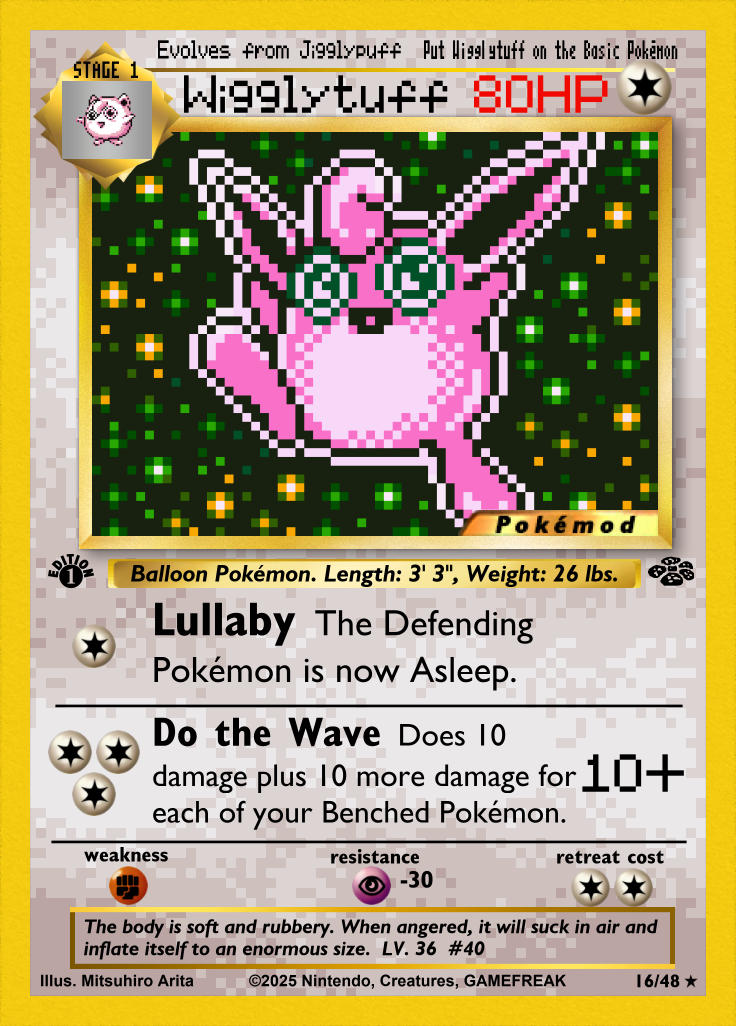 Evolves from Jigglypuff Put Wigglytuff on the Basic Pokémon
STAGE 1
Wigglytuff 80HP
Pokémod
EDITION
1
Balloon Pokémon. Length: 3' 3", Weight: 26 lbs.
Lullaby The Defending
Pokémon is now Asleep.
Do the Wave Does 10
damage plus 10 more damage for 10+
each of your Benched Pokémon.
weakness resistance retreat cost
-30
The body is soft and rubbery. When angered, it will suck in air and
inflate itself to an enormous size. LV. 36 #40
Illus. Mitsuhiro Arita ©2025 Nintendo, Creatures, GAMEFREAK 16/48 ★